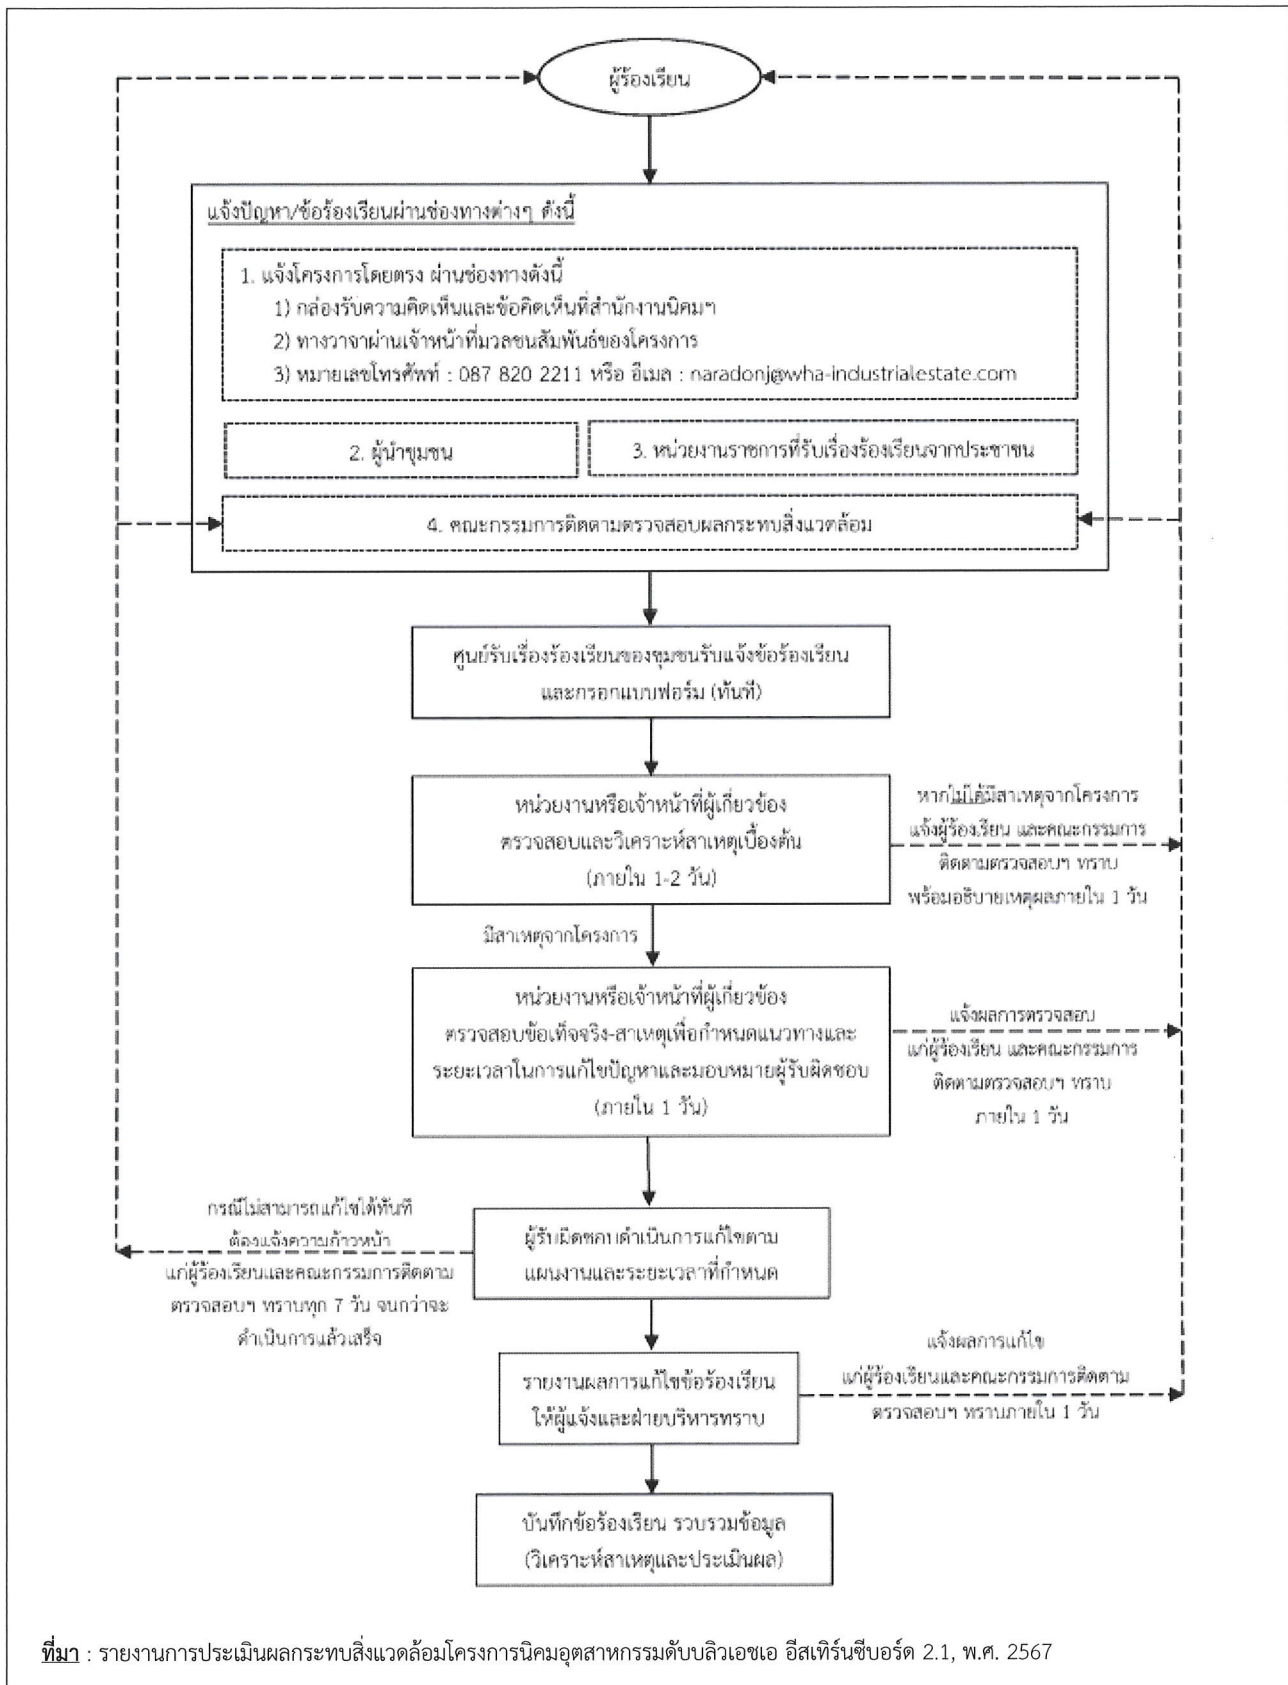 ผู้ร้องเรียน
แจ้งปัญหา/ข้อร้องเรียนผ่านช่องทางต่างๆ ดังนี้
1. แจ้งโครงการโดยตรง ผ่านช่องทางดังนี้
1) กล่องรับความคิดเห็นและข้อคิดเห็นที่สำนักงานนิคมฯ
2) ทางวาจาผ่านเจ้าหน้าที่มวลชนสัมพันธ์ของโครงการ
3) หมายเลขโทรศัพท์ : 087 820 2211 หรือ อีเมล : naradonj@wha-industrialestate.com
2. ผู้นำชุมชน
3. หน่วยงานราชการที่รับเรื่องร้องเรียนจากประชาชน
4. คณะกรรมการติดตามตรวจสอบผลกระทบสิ่งแวดล้อม
ศูนย์รับเรื่องร้องเรียนของชุมชนรับแจ้งข้อร้องเรียน
และกรอกแบบฟอร์ม (ทันที)
หน่วยงานหรือเจ้าหน้าที่ผู้เกี่ยวข้อง
ตรวจสอบและวิเคราะห์สาเหตุเบื้องต้น
(ภายใน 1-2 วัน)
หากไม่ได้มีสาเหตุจากโครงการ
แจ้งผู้ร้องเรียน และคณะกรรมการ
ติดตามตรวจสอบฯ ทราบ
พร้อมอธิบายเหตุผลภายใน 1 วัน
มีสาเหตุจากโครงการ
หน่วยงานหรือเจ้าหน้าที่ผู้เกี่ยวข้อง
ตรวจสอบข้อเท็จจริง-สาเหตุเพื่อกำหนดแนวทางและ
ระยะเวลาในการแก้ไขปัญหาและมอบหมายผู้รับผิดชอบ
(ภายใน 1 วัน)
แจ้งผลการตรวจสอบ
แก่ผู้ร้องเรียน และคณะกรรมการ
ติดตามตรวจสอบฯ ทราบ
ภายใน 1 วัน
กรณีไม่สามารถแก้ไขได้ทันที
ต้องแจ้งความก้าวหน้า
แก่ผู้ร้องเรียนและคณะกรรมการติดตาม
ตรวจสอบฯ ทราบทุก 7 วัน จนกว่าจะ
ดำเนินการแล้วเสร็จ
ผู้รับผิดชอบดำเนินการแก้ไขตาม
แผนงานและระยะเวลาที่กำหนด
รายงานผลการแก้ไขข้อร้องเรียน
ให้ผู้แจ้งและฝ่ายบริหารทราบ
แจ้งผลการแก้ไข
แก่ผู้ร้องเรียนและคณะกรรมการติดตาม
ตรวจสอบฯ ทราบภายใน 1 วัน
บันทึกข้อร้องเรียน รวบรวมข้อมูล
(วิเคราะห์สาเหตุและประเมินผล)
ที่มา : รายงานการประเมินผลกระทบสิ่งแวดล้อมโครงการนิคมอุตสาหกรรมดับบลิวเอชเอ อีสเทิร์นซีบอร์ด 2.1, พ.ศ. 2567